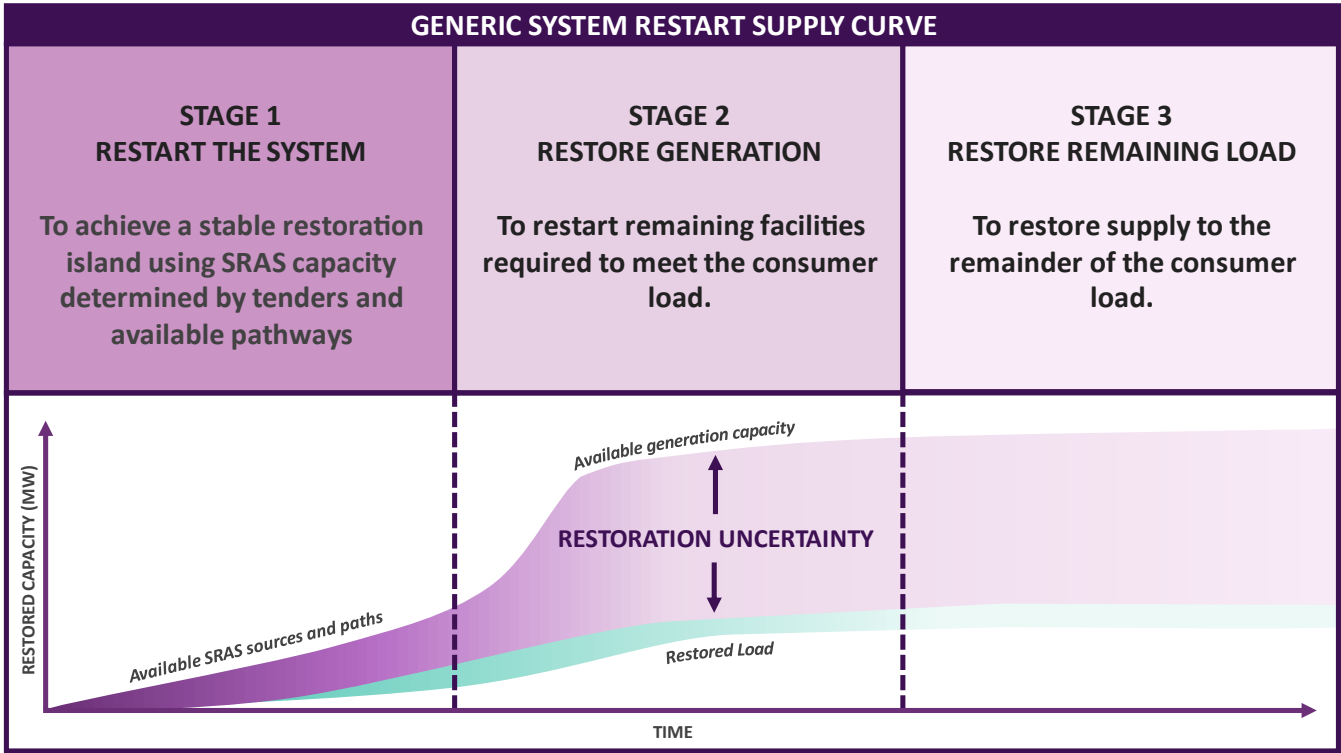 GENERIC SYSTEM RESTART SUPPLY CURVE
STAGE 1
RESTART THE SYSTEM
To achieve a stable restoration
island using SRAS capacity
determined by tenders and
available pathways
STAGE 2
RESTORE GENERATION
To restart remaining facilities
required to meet the consumer
load.
STAGE 3
RESTORE REMAINING LOAD
To restore supply to the
remainder of the consumer
load.
RESTORED CAPACITY (MW)
Available SRAS sources and paths
Available generation capacity
RESTORATION UNCERTAINTY
Restored Load
TIME